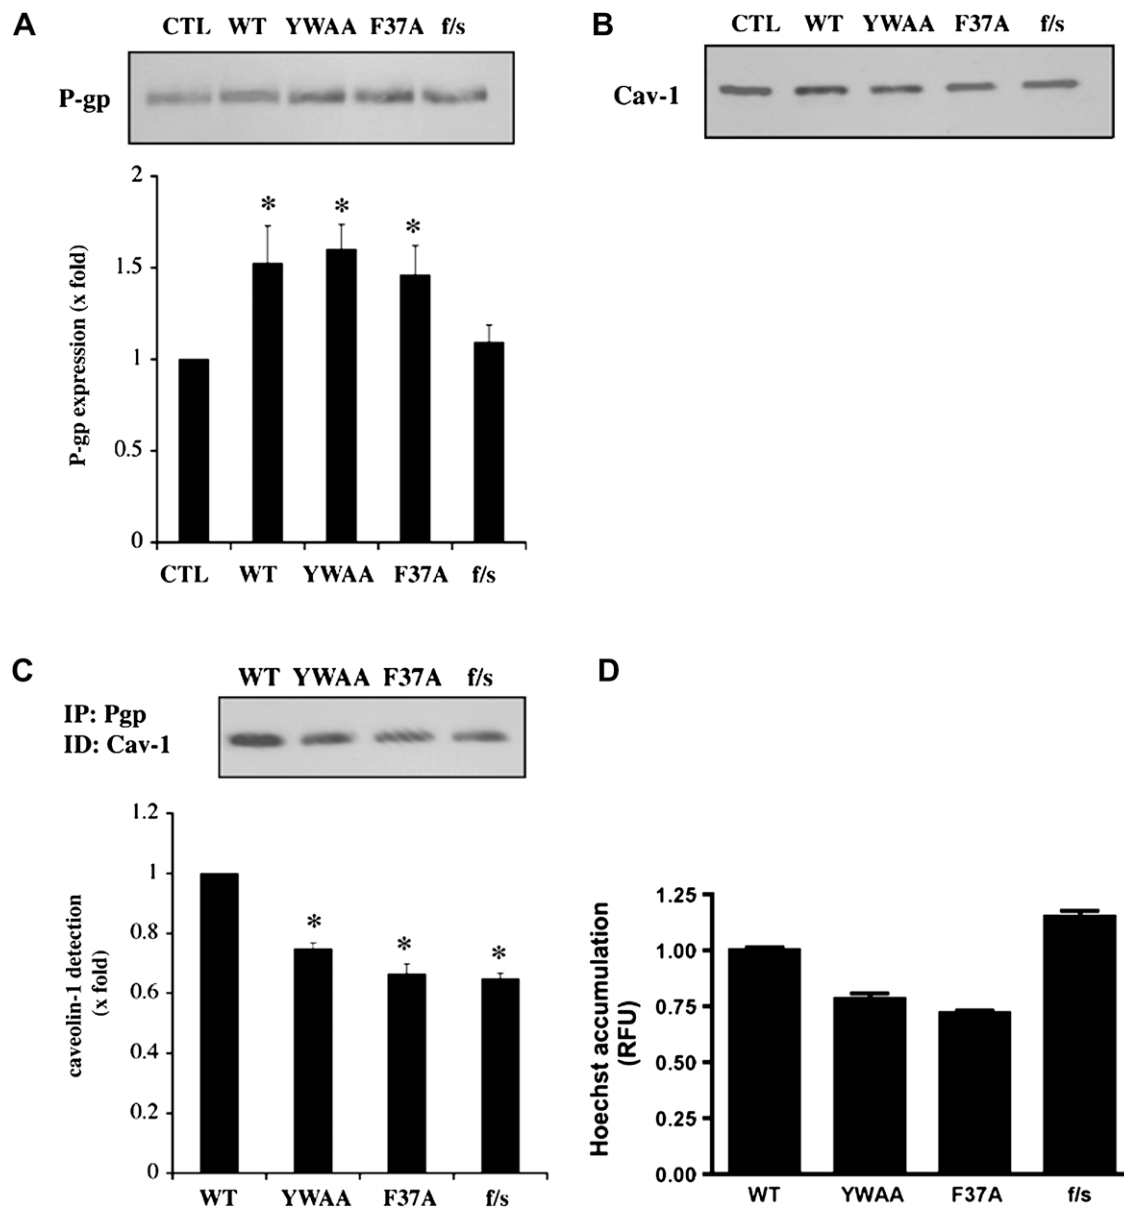 A
CTL WT YWAA F37A f/s
P-gp
2
1.5
1
0.5
0
P-gp expression (x fold)
* * *
CTL WT YWAA F37A f/s
B
CTL WT YWAA F37A f/s
Cav-1
C
WT YWAA F37A f/s
IP: Pgp
ID: Cav-1
1.2
1
0.8
0.6
0.4
0.2
0
caveolin-1 detection
(x fold)
* * *
WT YWAA F37A f/s
D
1.25
1.00
0.75
0.50
0.25
0.00
Hoechst accumulation
(RFU)
WT YWAA F37A f/s